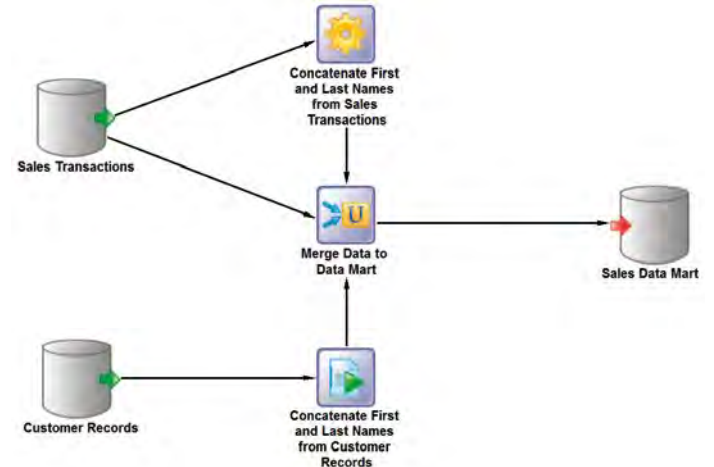 Concatenate First
and Last Names
from Sales
Transactions
Sales Transactions
U
Merge Data to
Data Mart
Sales Data Mart
Customer Records
Concatenate First
and Last Names
from Customer
Records